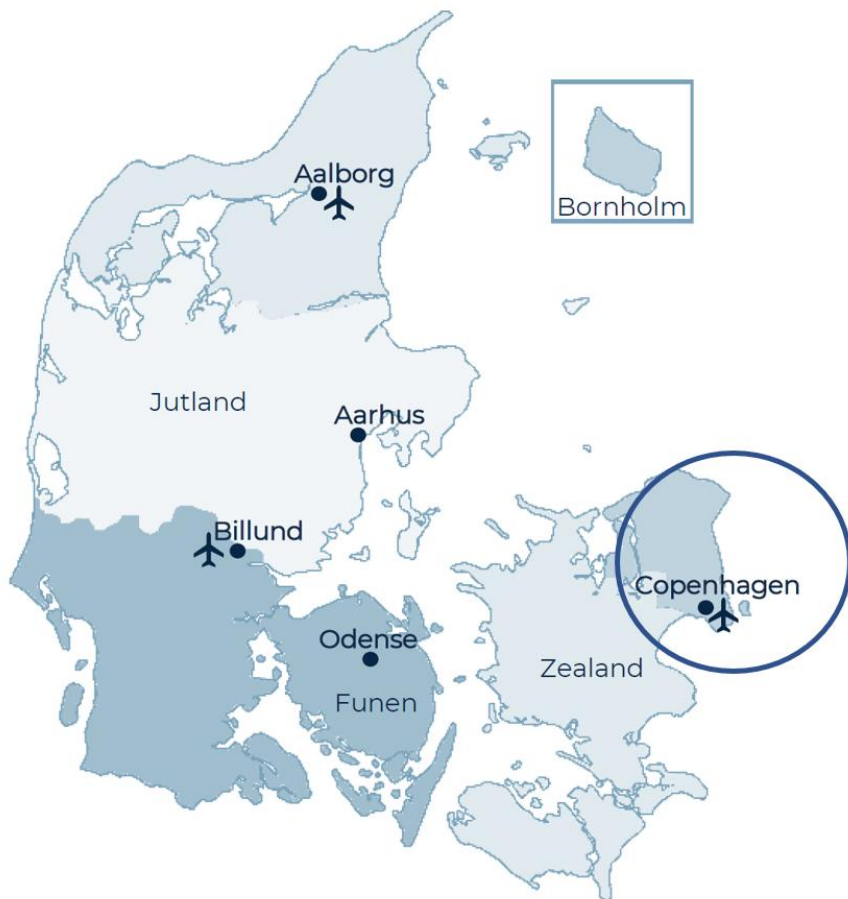 Aalborg
Bornholm
Jutland
Aarhus
Billund
Copenhagen
Odense
Zealand
Funen